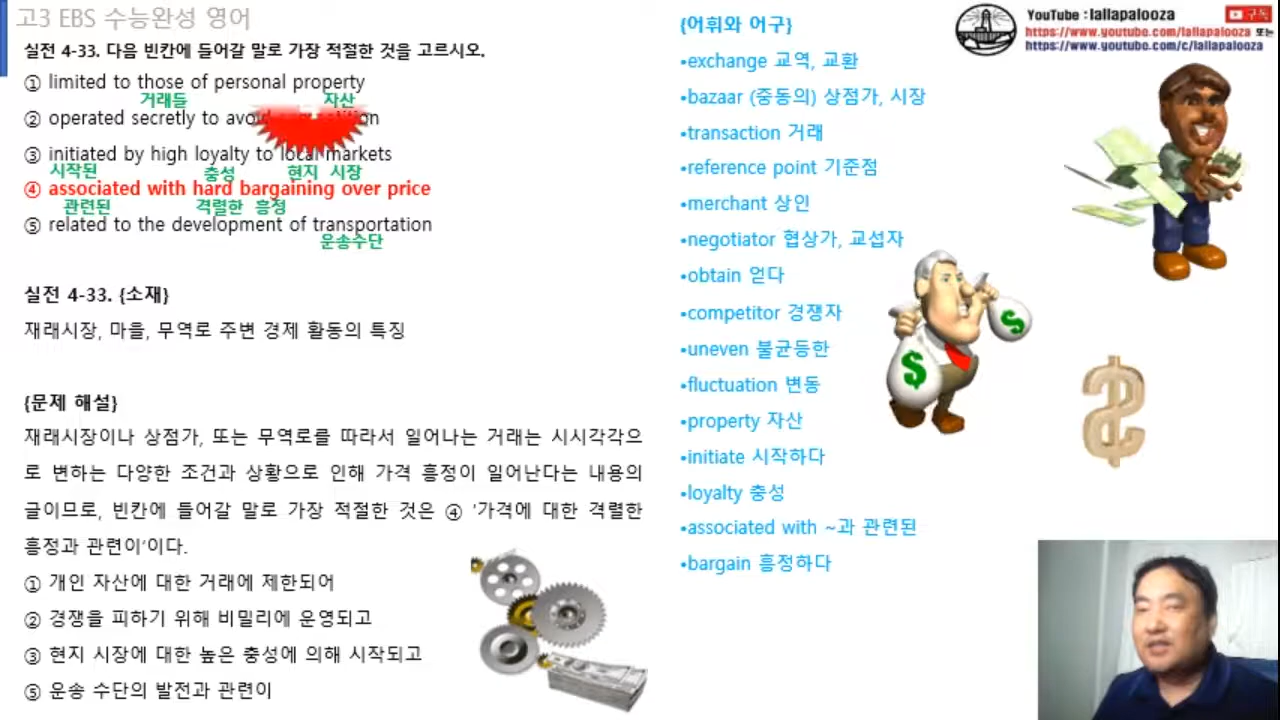 고3 EBS 수능완성 영어
실전 4-33. 다음 빈칸에 들어갈 말로 가장 적절한 것을 고르시오.
① limited to those of personal property
거래들 자산
② operated secretly to avoid
③ initiated by high loyalty to local markets
시작된 충성 현지 시장
④ associated with hard bargaining over price
관련된 격렬한 흥정
⑤ related to the development of transportation
운송수단
실전 4-33. {소재}
재래시장, 마을, 무역로 주변 경제 활동의 특징
{문제 해설}
재래시장이나 상점가, 또는 무역로를 따라서 일어나는 거래는 시시각각으
로 변하는 다양한 조건과 상황으로 인해 가격 흥정이 일어난다는 내용의
글이므로, 빈칸에 들어갈 말로 가장 적절한 것은 ④ '가격에 대한 격렬한
흥정과 관련이'이다.
① 개인 자산에 대한 거래에 제한되어
② 경쟁을 피하기 위해 비밀리에 운영되고
③ 현지 시장에 대한 높은 충성에 의해 시작되고
⑤ 운송 수단의 발전과 관련이
{어휘와 어구}
•exchange 교역, 교환
•bazaar (중동의) 상점가, 시장
•transaction 거래
•reference point 기준점
•merchant 상인
•negotiator 협상가, 교섭자
•obtain 얻다
•competitor 경쟁자
•uneven 불균등한
•fluctuation 변동
•property 자산
•initiate 시작하다
•loyalty 충성
•associated with ~과 관련된
•bargain 흥정하다
YouTube : lallapalooza 구독
https://www.youtube.com/lallapalooza 또는
https://www.youtube.com/c/lallapalooza
$
$
$